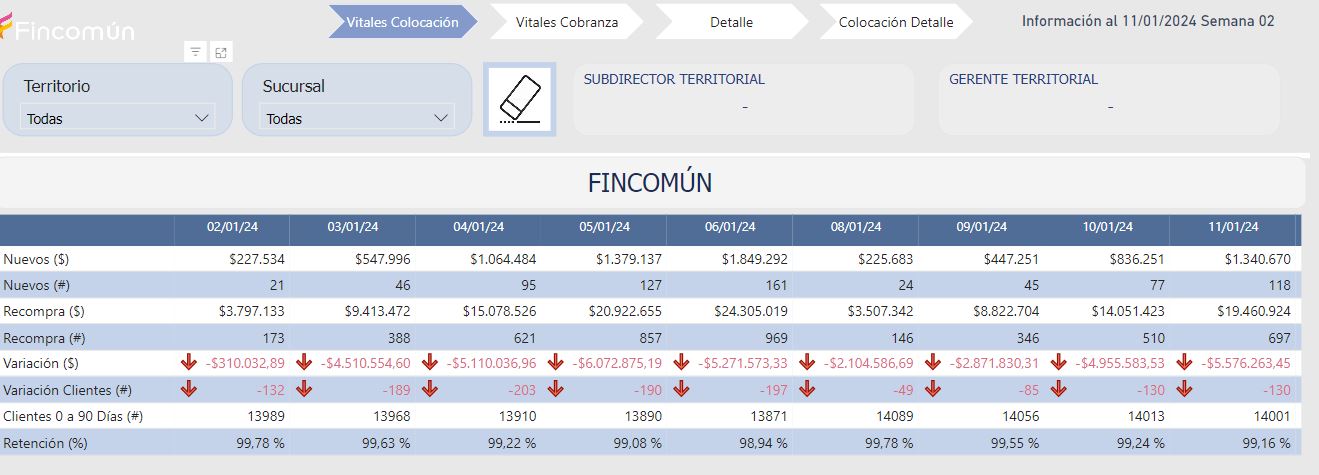 Fincomún
Vitales Colocación Vitales Cobranza Detalle Colocación Detalle Información al 11/01/2024 Semana 02
Territorio Sucursal SUBDIRECTOR TERRITORIAL GERENTE TERRITORIAL
Todas Todas - -
FINCOMÚN
02/01/24 03/01/24 04/01/24 05/01/24 06/01/24 08/01/24 09/01/24 10/01/24 11/01/24
Nuevos ($) $227.534 $547.996 $1.064.484 $1.379.137 $1.849.292 $225.683 $447.251 $836.251 $1.340.670
Nuevos (#) 21 46 95 127 161 24 45 77 118
Recompra ($) $3.797.133 $9.413.472 $15.078.526 $20.922.655 $24.305.019 $3.507.342 $8.822.704 $14.051.423 $19.460.924
Recompra (#) 173 388 621 857 969 146 346 510 697
Variación ($) -$310.032,89 -$4.510.554,60 -$5.110.036,96 -$6.072.875,19 -$5.271.573,33 -$2.104.586,69 -$2.871.830,31 -$4.955.583,53 -$5.576.263,45
Variación Clientes (#) -132 -189 -203 -190 -197 -49 -85 -130 -130
Clientes 0 a 90 Días (#) 13989 13968 13910 13890 13871 14089 14056 14013 14001
Retención (%) 99,78 % 99,63 % 99,22 % 99,08 % 98,94 % 99,78 % 99,55 % 99,24 % 99,16 %